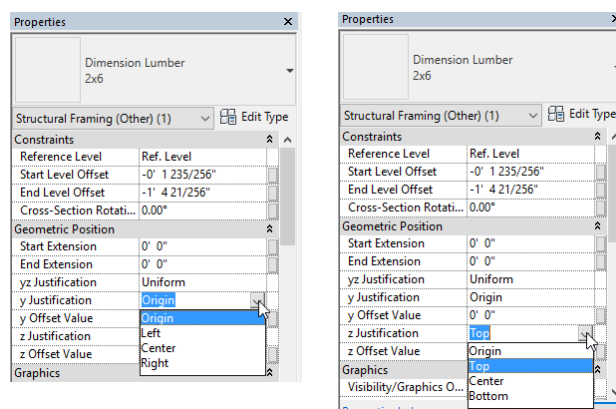 Properties
Dimension Lumber
2x6
Structural Framing (Other) (1)
Edit Type
Constraints
Reference Level Ref. Level
Start Level Offset -0' 1 235/256"
End Level Offset -1' 4 21/256"
Cross-Section Rotati... 0.00°
Geometric Position
Start Extension 0' 0"
End Extension 0' 0"
yz Justification Uniform
y Justification Origin
y Offset Value Origin
Left
z Justification Center
z Offset Value Right
Graphics
Properties
Dimension Lumber
2x6
Structural Framing (Other) (1)
Edit Type
Constraints
Reference Level Ref. Level
Start Level Offset -0' 1 235/256"
End Level Offset -1' 4 21/256"
Cross-Section Rotati... 0.00°
Geometric Position
Start Extension 0' 0"
End Extension 0' 0"
yz Justification Uniform
y Justification Origin
y Offset Value 0' 0"
z Justification Top
z Offset Value Origin
Graphics Top
Visibility/Graphics O... Center
Bottom